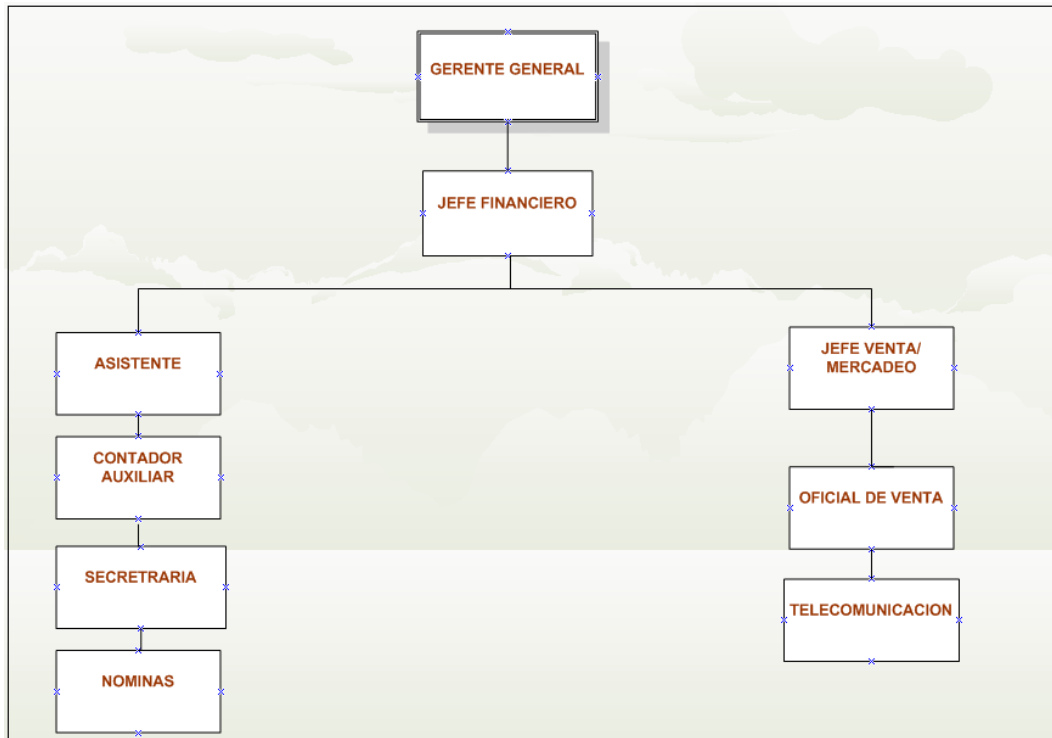 GERENTE GENERAL
JEFE FINANCIERO
ASISTENTE
CONTADOR
AUXILIAR
SECRETRARIA
NOMINAS
JEFE VENTA/
MERCADEO
OFICIAL DE VENTA
TELECOMUNICACION